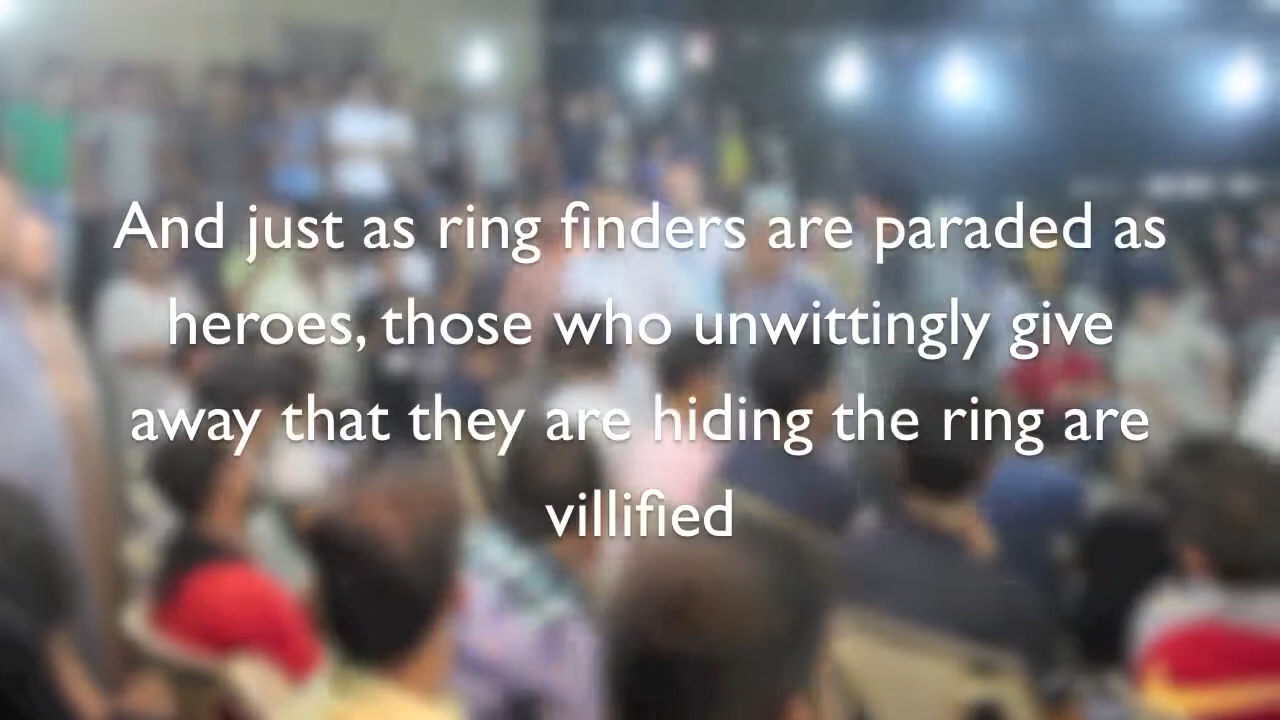 And just as ring finders are paraded as
heroes, those who unwittingly give
away that they are hiding the ring are
villified